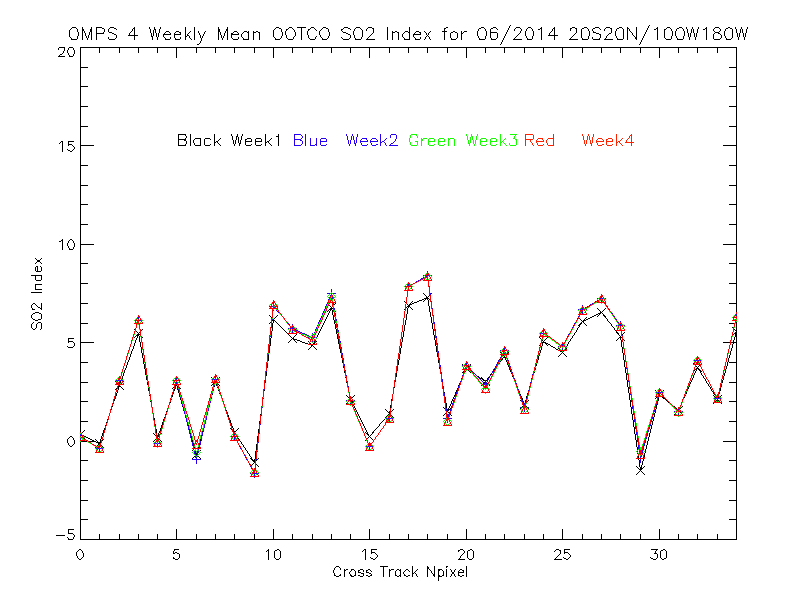 OMPS 4 Weekly Mean OOTCO SO2 Index for 06/2014 20S20N/100W180W
20
Black Week1 Blue Week2 Green Week3 Red Week4
15
10
SO2 Index
5
0
-5
0 5 10 15 20 25 30
Cross Track Npixel